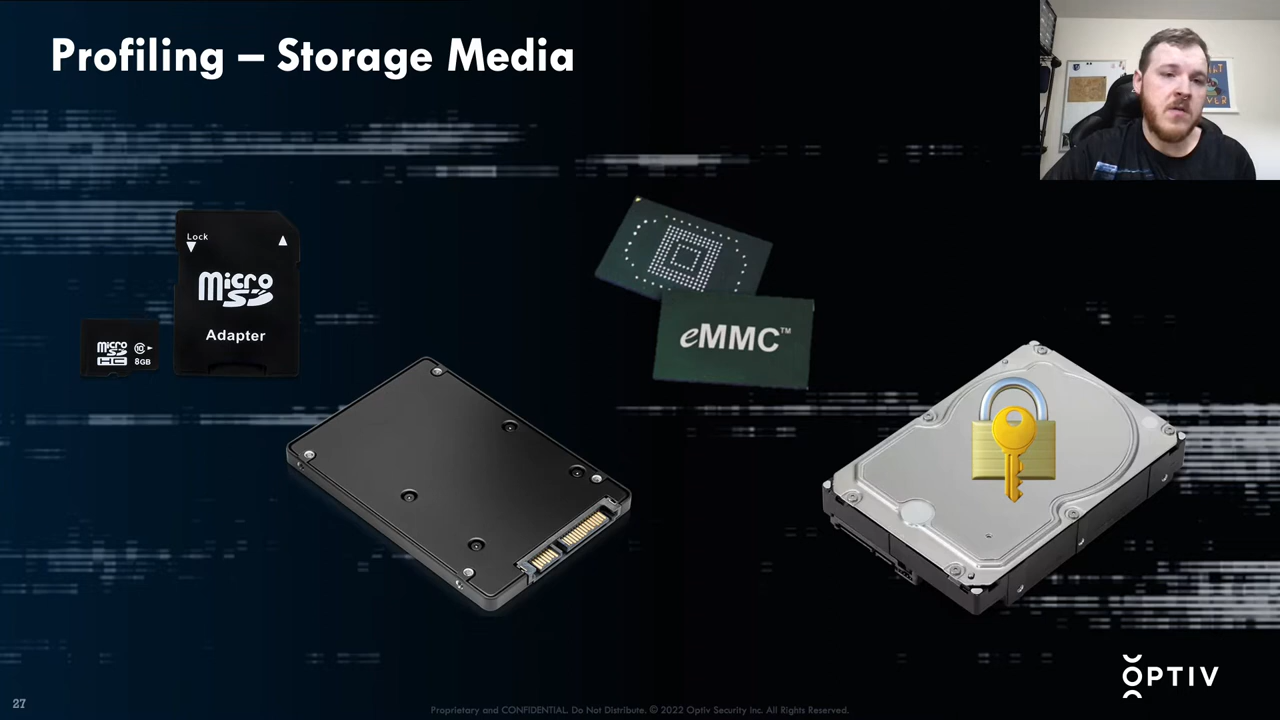 Profiling – Storage Media
Lock
Micro
SD
Adapter
micro
SD
HC
10
8GB
eMMC™
OPTIV
27
Proprietary and CONFIDENTIAL. Do Not Distribute. © 2022 Optiv Security Inc. All Rights Reserved.